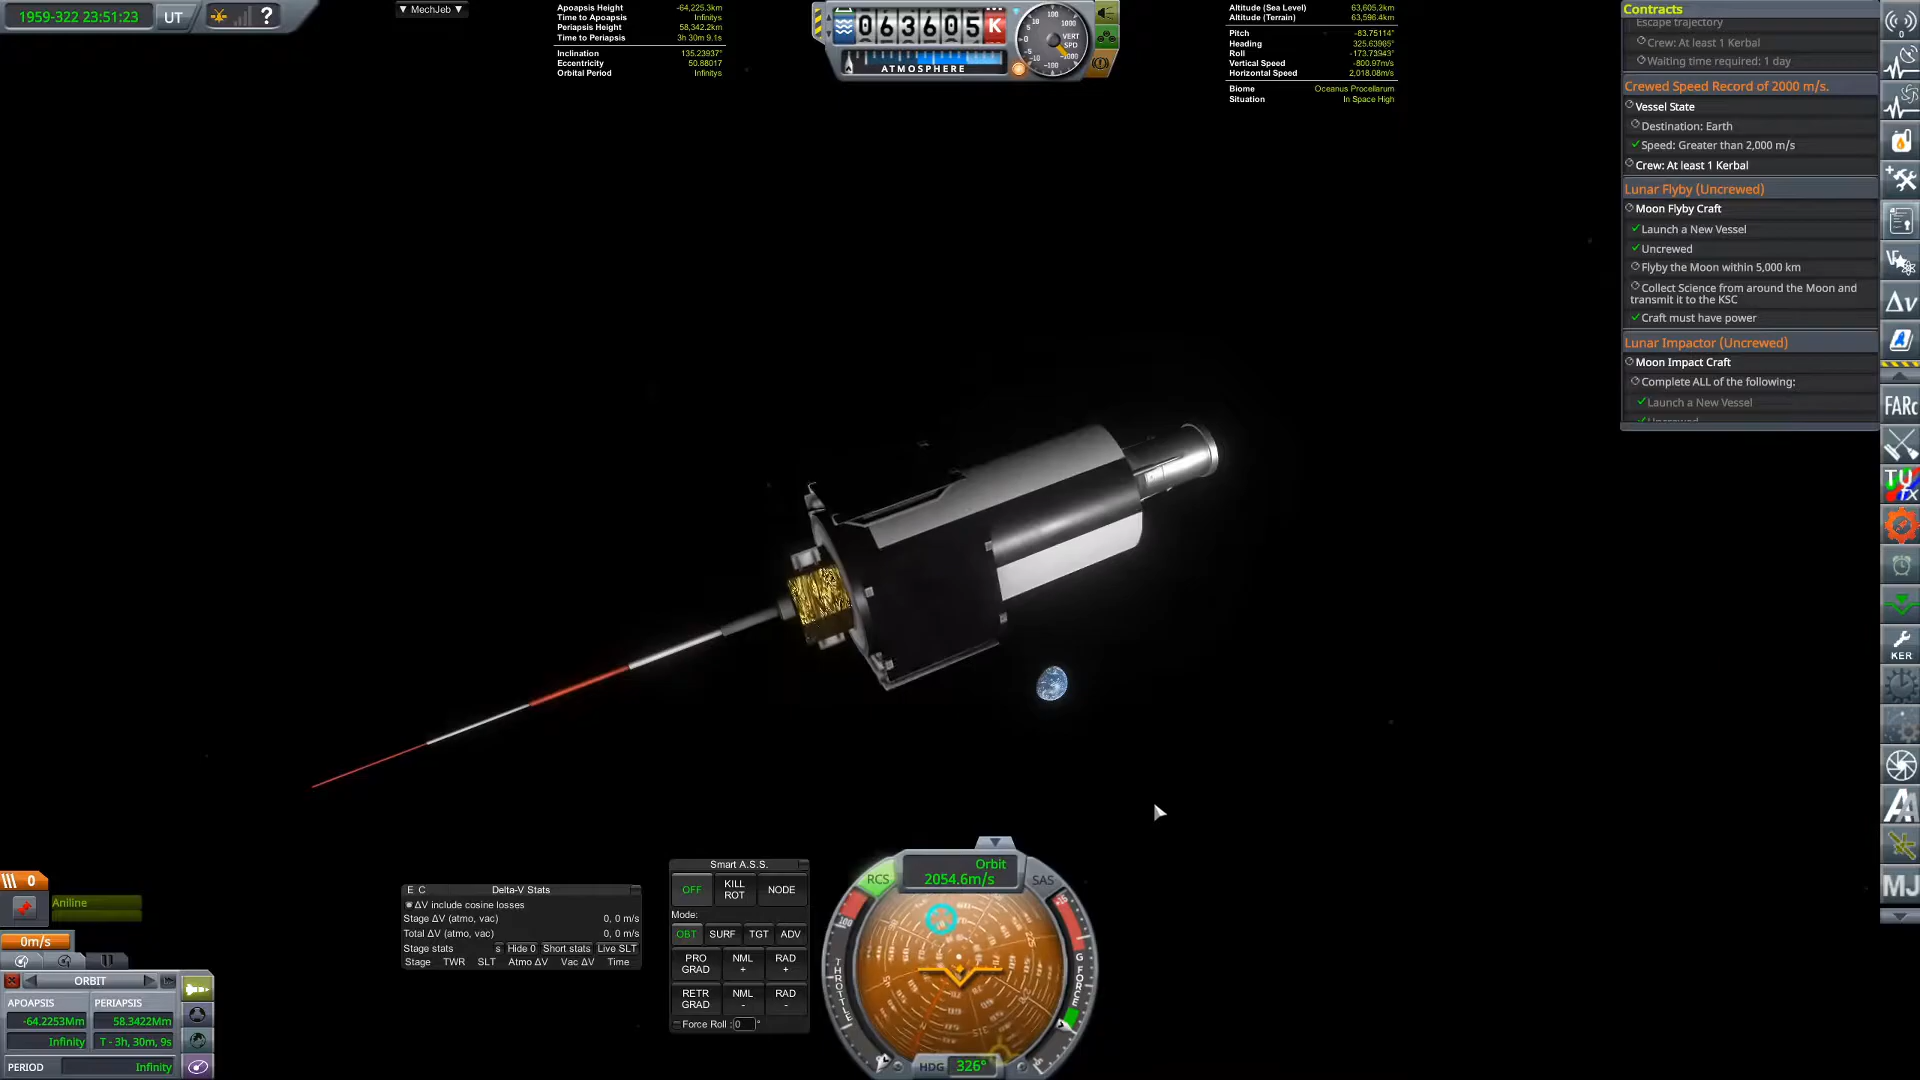 1959-322 23:51:23 UT ?
▼ MechJeb ▼
Apoapsis Height -64,225.3km
Time to Apoapsis Infinitys
Periapsis Height 58,342.2km
Time to Periapsis 3h 30m 9.1s
Inclination 135.23937°
Eccentricity 50.88017
Orbital Period Infinitys
063605 K
ATMOSPHERE
VERT SPD
Altitude (Sea Level) 63,605.2km
Altitude (Terrain) 63,596.4km
Pitch -83.75114°
Heading 325.63985°
Roll -173.73943°
Vertical Speed -800.97m/s
Horizontal Speed 2,018.08m/s
Biome Oceanus Procellarum
Situation In Space High
Contracts
Escape trajectory
Crew: At least 1 Kerbal
Waiting time required: 1 day
Crewed Speed Record of 2000 m/s.
Vessel State
Destination: Earth
Speed: Greater than 2,000 m/s
Crew: At least 1 Kerbal
Lunar Flyby (Uncrewed)
Moon Flyby Craft
Launch a New Vessel
Uncrewed
Flyby the Moon within 5,000 km
Collect Science from around the Moon and
transmit it to the KSC
Craft must have power
Lunar Impactor (Uncrewed)
Moon Impact Craft
Complete ALL of the following:
Launch a New Vessel
Δv
FARc
TU
TX
KER
MJ
0
Aniline
0m/s
ORBIT
APOAPSIS PERIAPSIS
-64.2253Mm 58.3422Mm
Infinity T - 3h, 30m, 9s
PERIOD Infinity
E C Delta-V Stats
ΔV include cosine losses
Stage ΔV (atmo, vac) 0, 0 m/s
Total ΔV (atmo, vac) 0, 0 m/s
Stage stats s Hide 0 Short stats Live SLT
Stage TWR SLT Atmo ΔV Vac ΔV Time
Smart A.S.S.
OFF KILL ROT NODE
Mode:
OBT SURF TGT ADV
PRO GRAD NML + RAD +
RETR GRAD NML - RAD -
Force Roll : 0 °
RCS Orbit SAS
2054.6m/s
THROTTLE
G FORCE
HDG 326°